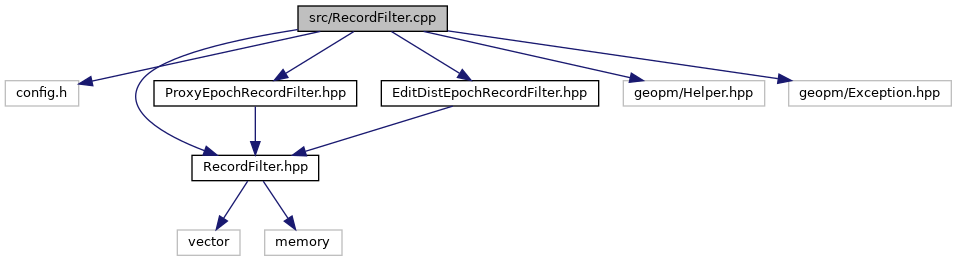 src/RecordFilter.cpp
config.h
ProxyEpochRecordFilter.hpp
EditDistEpochRecordFilter.hpp
geopm/Helper.hpp
geopm/Exception.hpp
RecordFilter.hpp
vector
memory